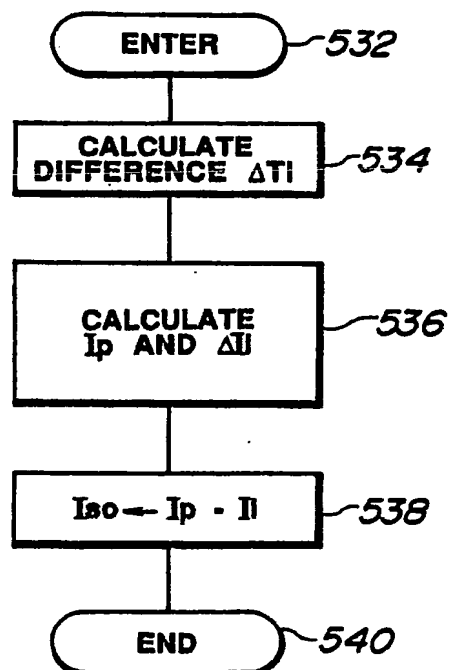 ENTER
532
CALCULATE
DIFFERENCE ΔTi
534
CALCULATE
Ip AND ΔIi
536
Iso ← Ip - Ii
538
END
540